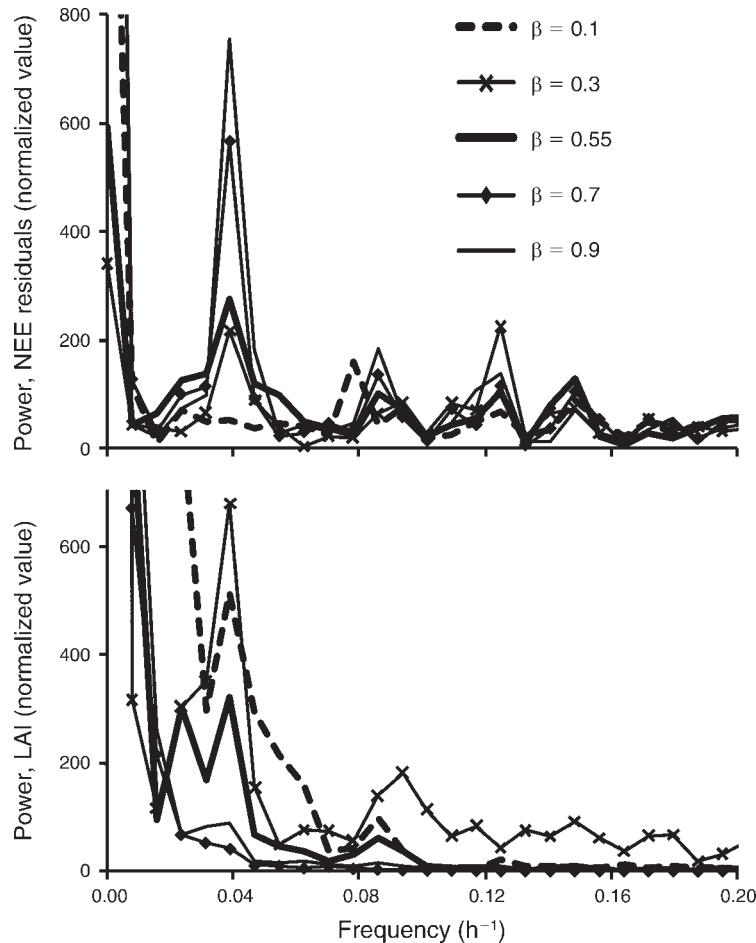 Power, NEE residuals (normalized value)
800
600
400
200
0
β = 0.1
β = 0.3
β = 0.55
β = 0.7
β = 0.9
Power, LAI (normalized value)
600
400
200
0
0.00 0.04 0.08 0.12 0.16 0.20
Frequency (h⁻¹)